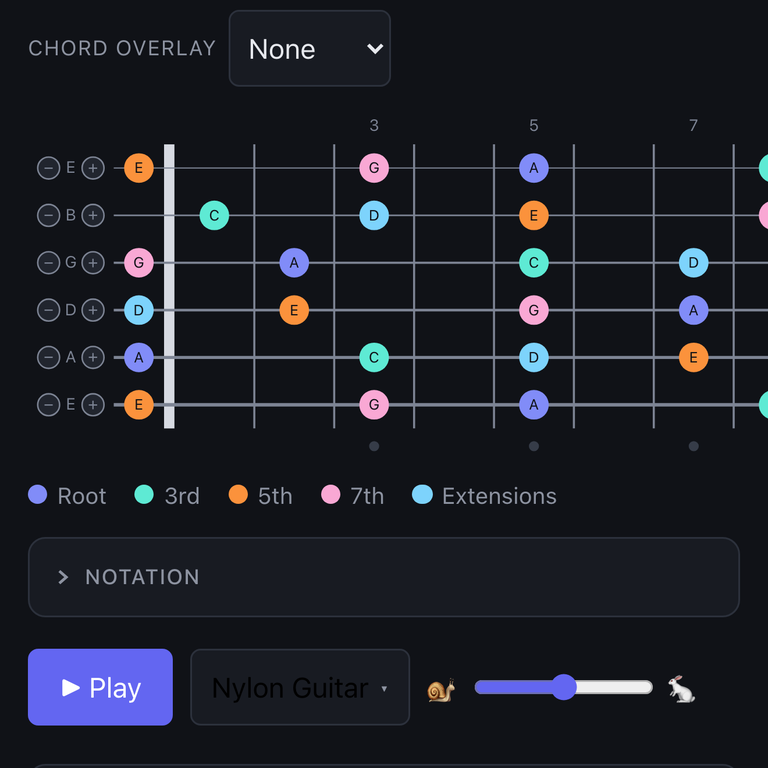 CHORD OVERLAY None
3 5 7
− E + E G A
− B + C D E
− G + G A C D
− D + D E G A
− A + A C D E
− E + E G A
Root 3rd 5th 7th Extensions
NOTATION
Play Nylon Guitar